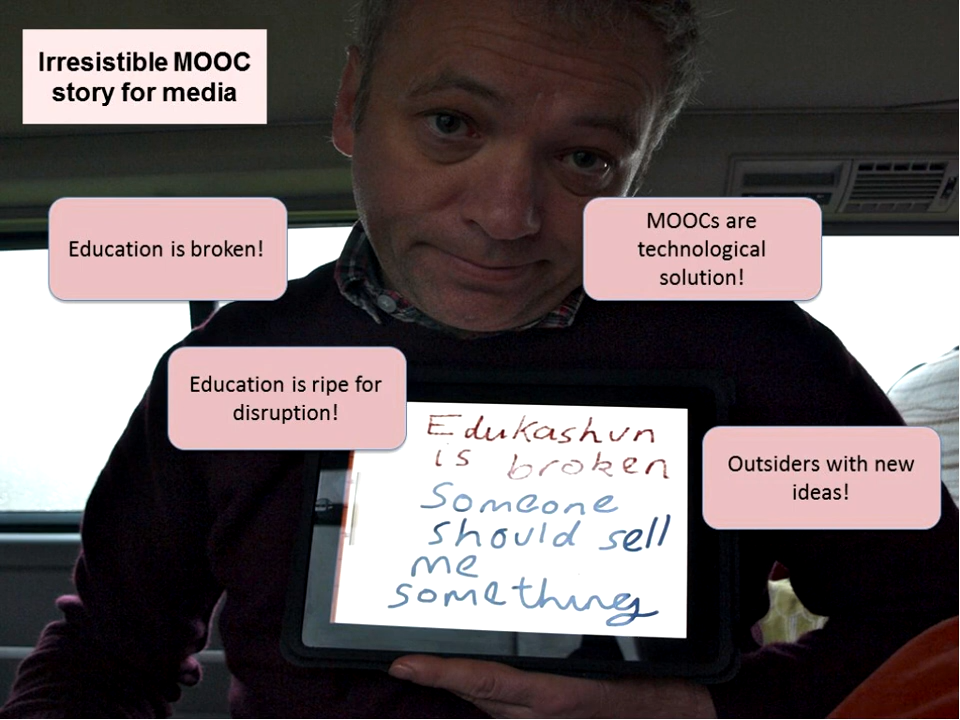 Irresistible MOOC
story for media
Education is broken!
MOOCs are
technological
solution!
Education is ripe for
disruption!
Edukashun
is broken
Someone
should sell
me
something
Outsiders with new
ideas!